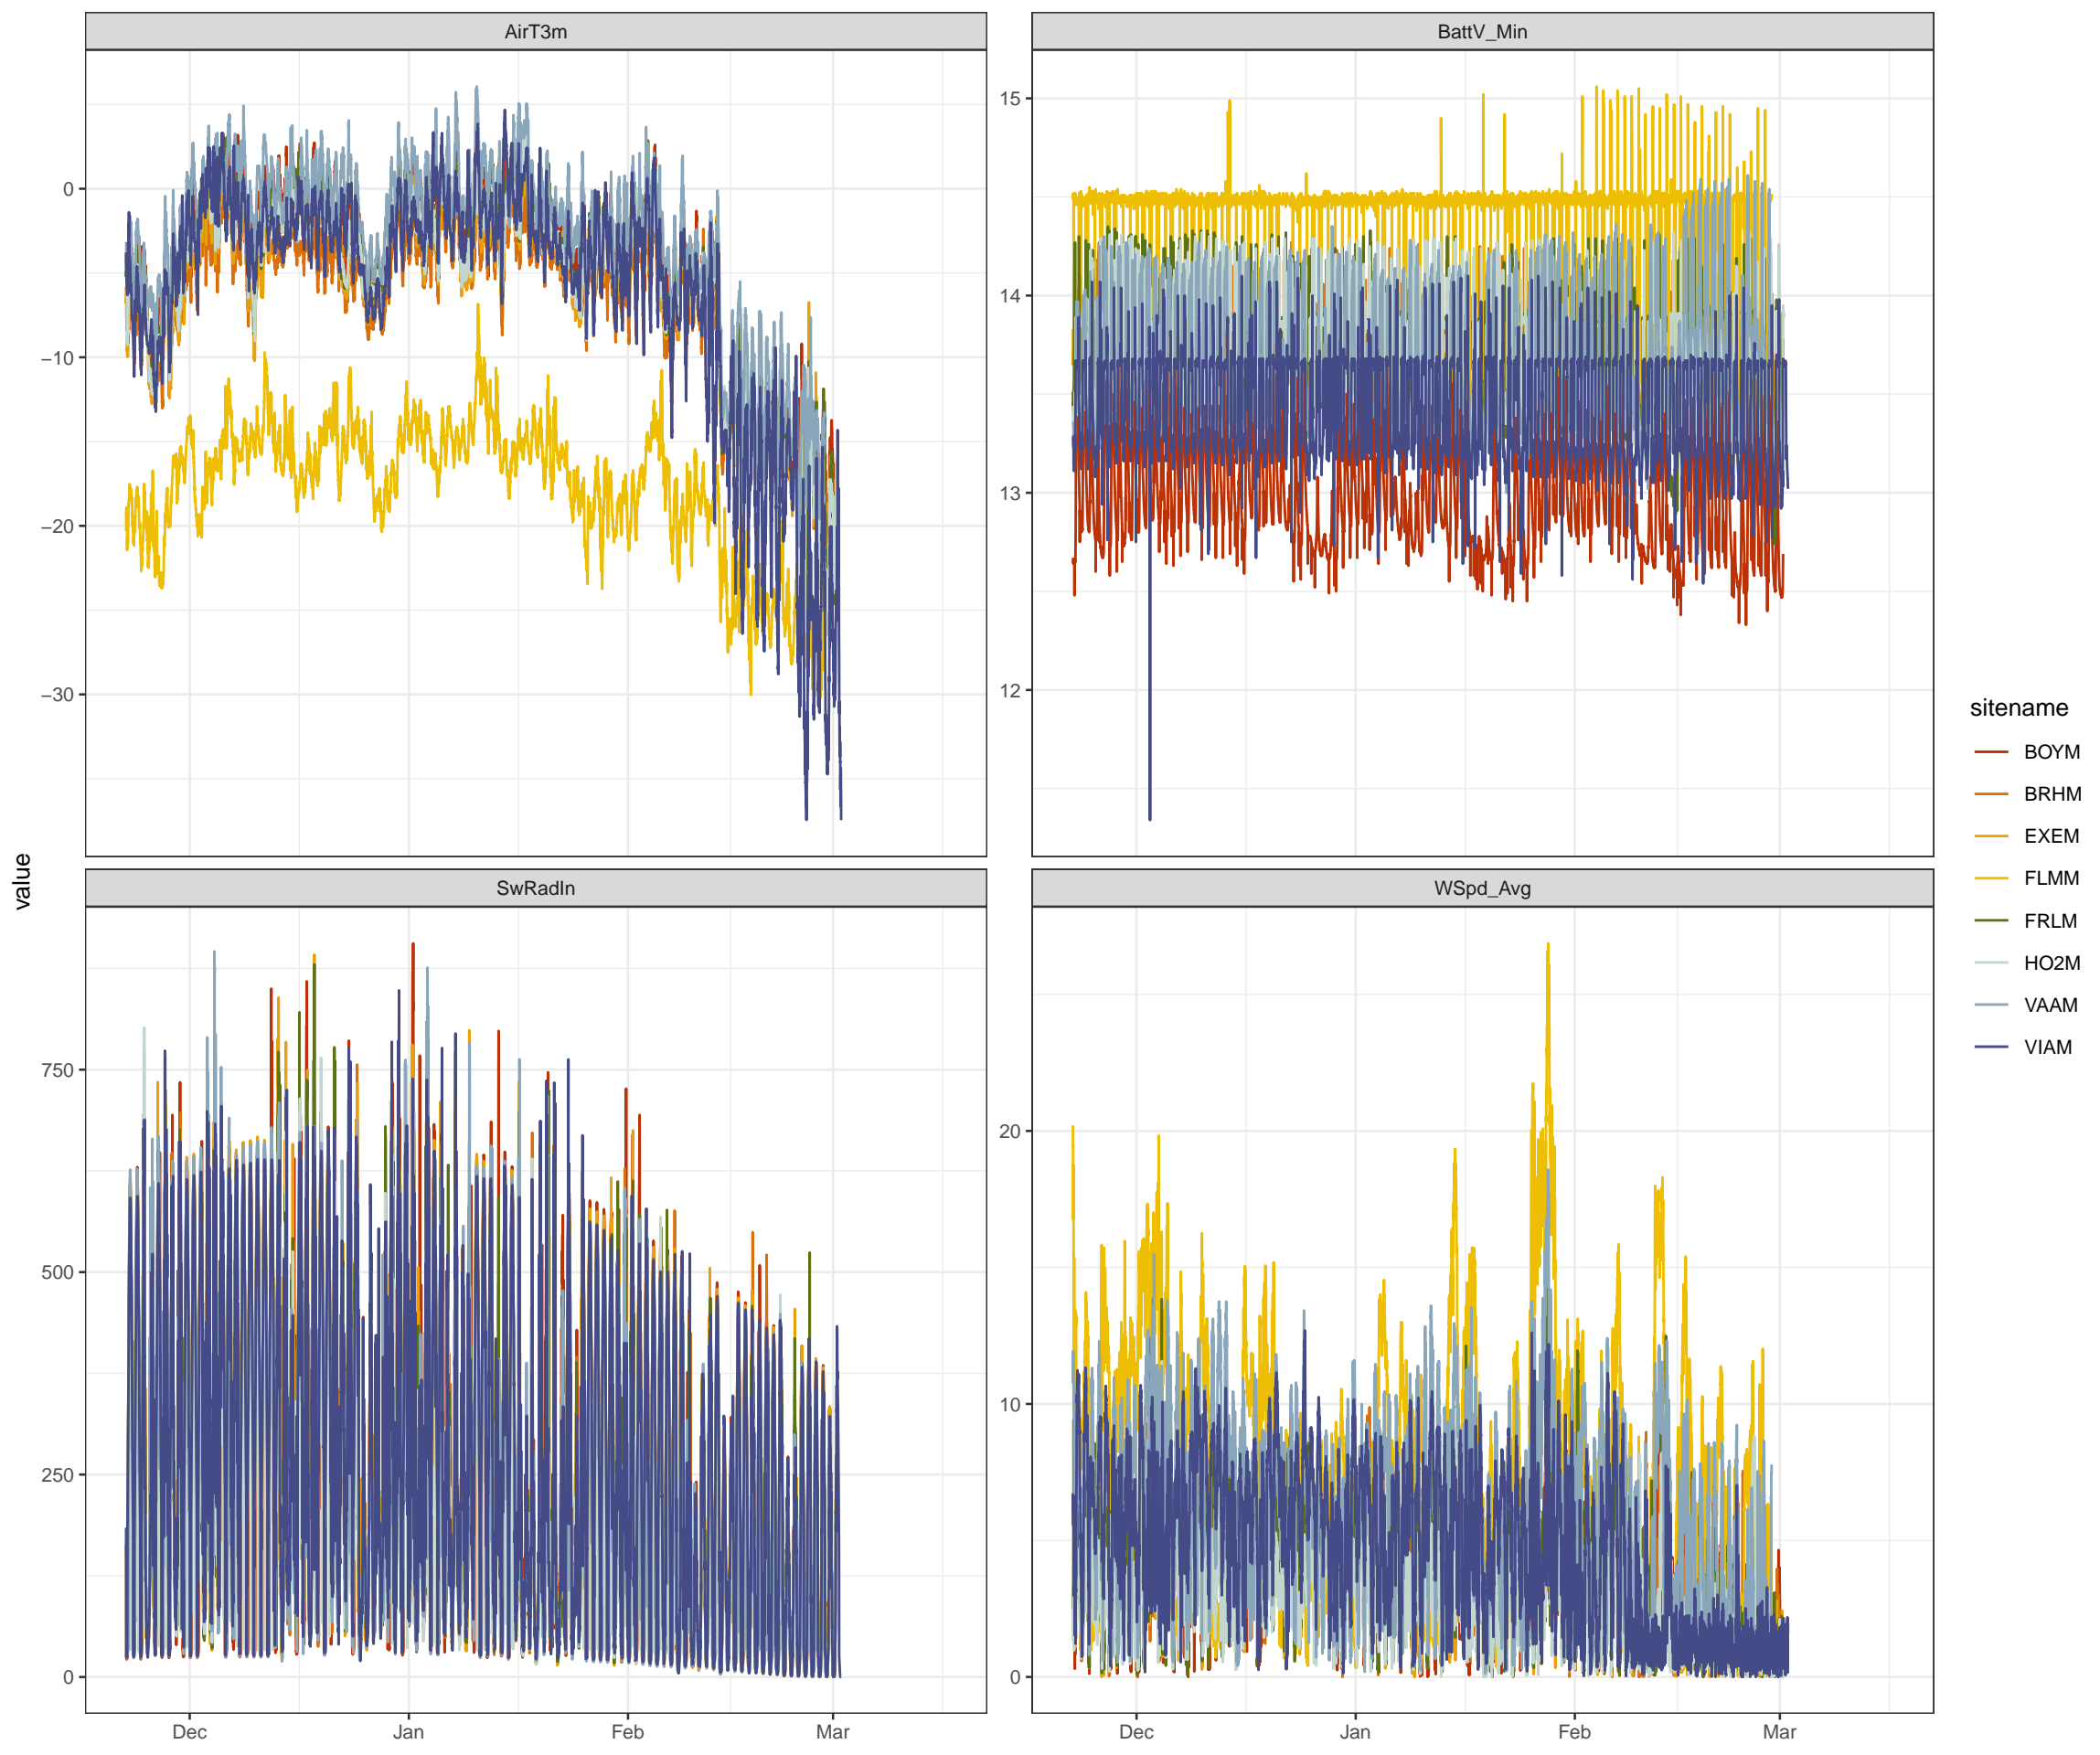 AirT3m
BattV_Min
0
−10
−20
−30
15
14
13
12
SwRadIn
WSpd_Avg
750
500
250
0
20
10
0
Dec
Jan
Feb
Mar
Dec
Jan
Feb
Mar
value
sitename
BOYM
BRHM
EXEM
FLMM
FRLM
HO2M
VAAM
VIAM